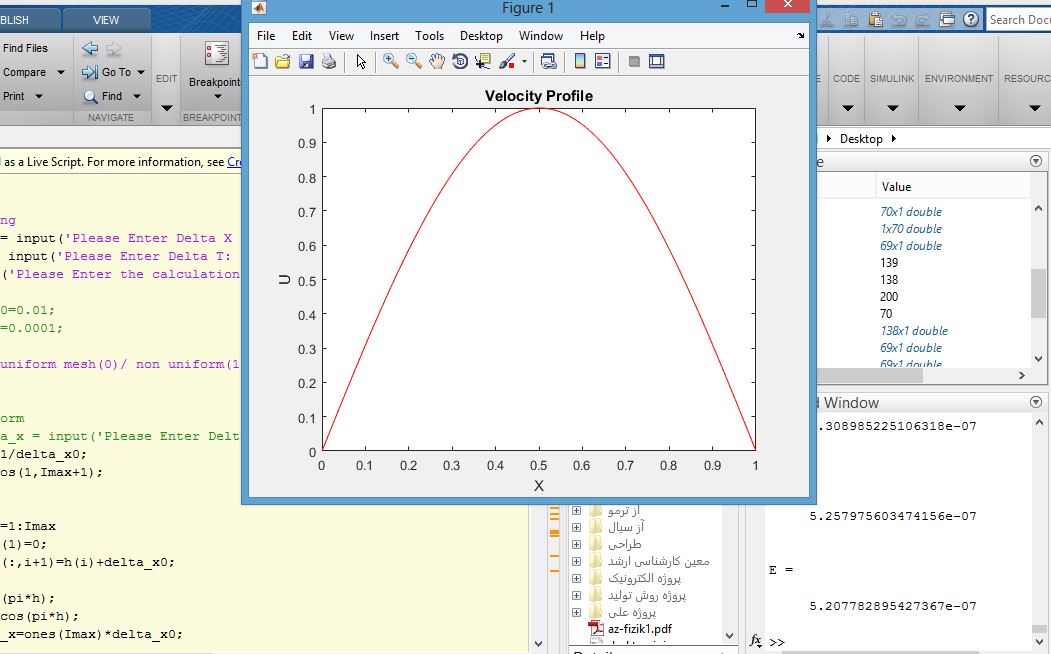 Figure 1
BLISH
VIEW
File Edit View Insert Tools Desktop Window Help
Search Doc
Find Files
Compare
Print
Go To
Find
NAVIGATE
EDIT
Breakpoint
BREAKPOINT
CODE
SIMULINK
ENVIRONMENT
RESOURC
Desktop
as a Live Script. For more information, see Cr
ng
= input('Please Enter Delta X
input('Please Enter Delta T:
('Please Enter the calculation
0=0.01;
=0.0001;
uniform mesh(0)/ non uniform(1
orm
a_x = input('Please Enter Delt
1/delta_x0;
os(1,Imax+1);
=1:Imax
(1)=0;
(:,i+1)=h(i)+delta_x0;
(pi*h);
cos(pi*h);
_x=ones(Imax)*delta_x0;
Velocity Profile
1
0.9
0.8
0.7
0.6
0.5
0.4
0.3
0.2
0.1
0
U
0 0.1 0.2 0.3 0.4 0.5 0.6 0.7 0.8 0.9 1
X
Value
70x1 double
1x70 double
69x1 double
139
138
200
70
138x1 double
69x1 double
69x1 double
d Window
.308985225106318e-07
5.257975603474156e-07
E =
5.207782895427367e-07
fx >>
از ترمو
آز سیال
طراحی
معین کارشناسی ارشد
پروژه الکترونیک
پروژه روش تولید
پروژه علی
az-fizik1.pdf